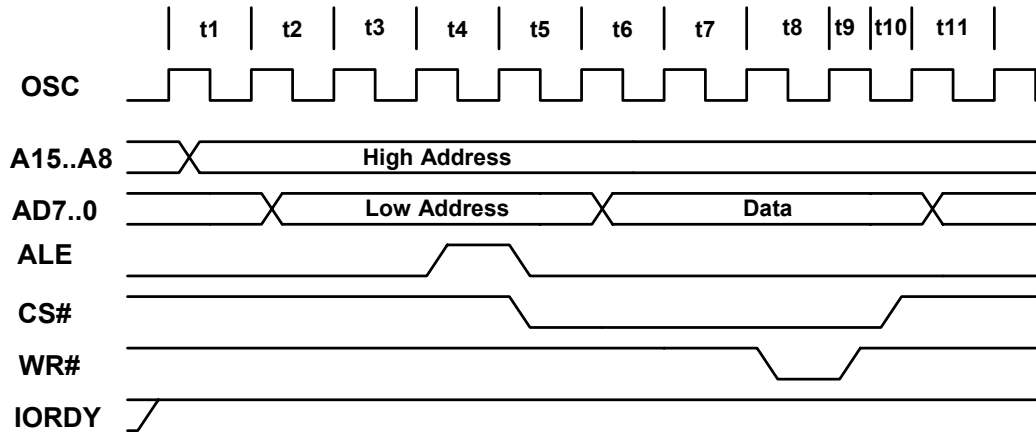 t1 t2 t3 t4 t5 t6 t7 t8 t9 t10 t11
OSC
A15..A8 High Address
AD7..0 Low Address Data
ALE
CS#
WR#
IORDY